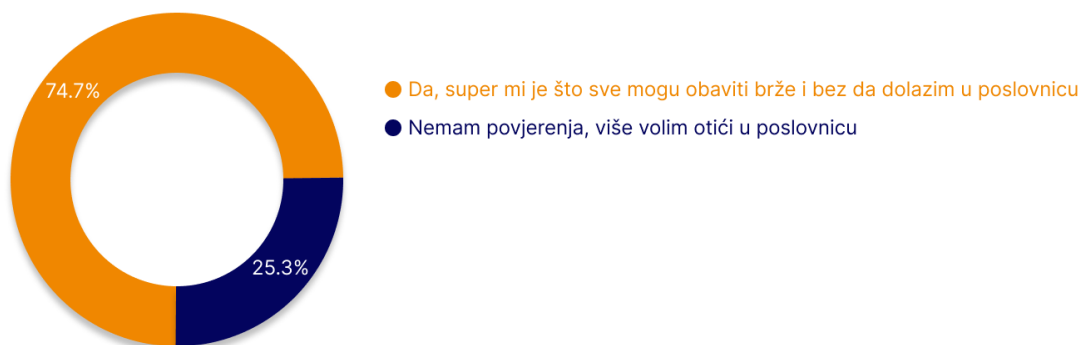 74.7%
Da, super mi je što sve mogu obaviti brže i bez da dolazim u poslovnicu
Nemam povjerenja, više volim otići u poslovnicu
25.3%